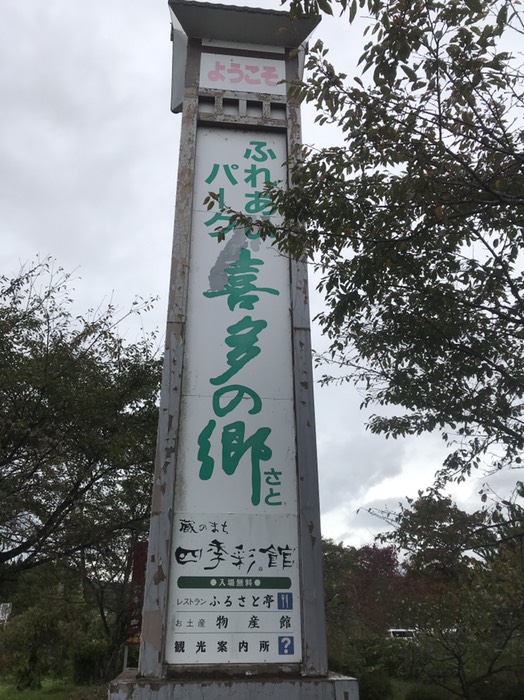 ようこそ
ふれあい
パーク
喜多の郷
さと
蔵のまち
四季彩館
●入場無料●
レストラン ふるさと亭
お土産 物産館
観光案内所 ?